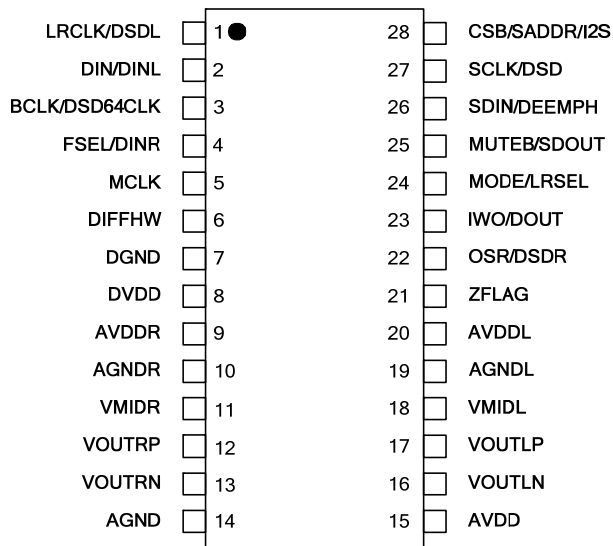 LRCLK/DSDL 1 28 CSB/SADDR/I2S
DIN/DINL 2 27 SCLK/DSD
BCLK/DSD64CLK 3 26 SDIN/DEEMPH
FSEL/DINR 4 25 MUTEB/SDOUT
MCLK 5 24 MODE/LRSEL
DIFFHW 6 23 IWO/DOUT
DGND 7 22 OSR/DSDR
DVDD 8 21 ZFLAG
AVDDR 9 20 AVDDL
AGNDR 10 19 AGNDL
VMIDR 11 18 VMIDL
VOUTRP 12 17 VOUTLP
VOUTRN 13 16 VOUTLN
AGND 14 15 AVDD